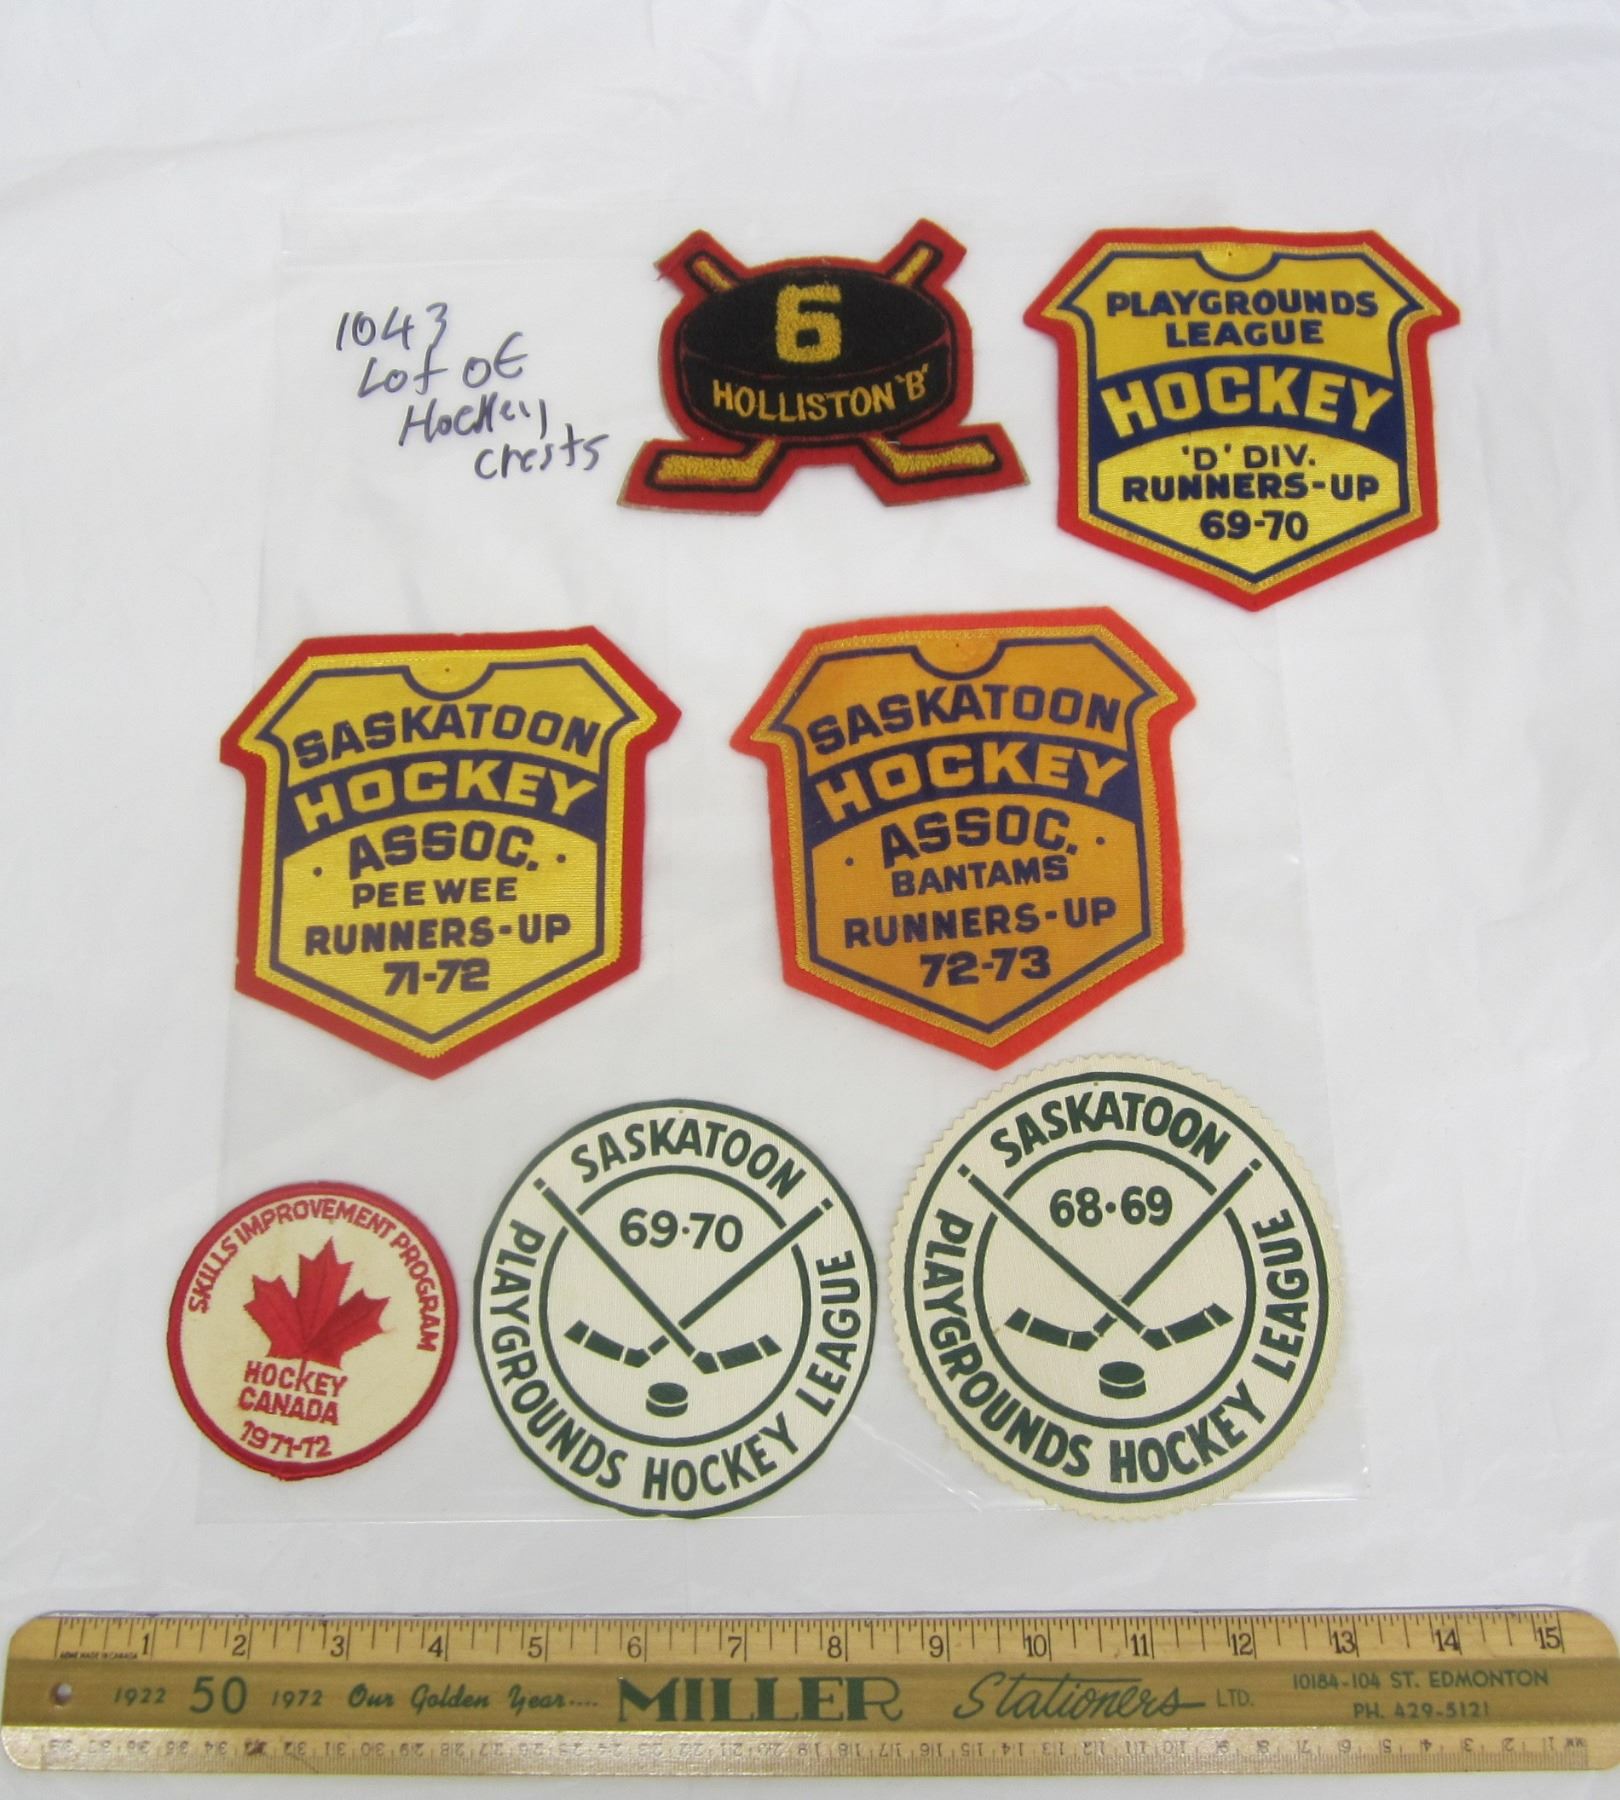 1043
Lot of
Hockey
crests
6
HOLLISTON 'B'
PLAYGROUNDS
LEAGUE
HOCKEY
'D' DIV.
RUNNERS-UP
69-70
SASKATOON
HOCKEY
· ASSOC. ·
PEE WEE
RUNNERS-UP
71-72
SASKATOON
HOCKEY
· ASSOC. ·
BANTAMS
RUNNERS-UP
72-73
SKILLS IMPROVEMENT PROGRAM
HOCKEY
CANADA
1971-72
SASKATOON
69·70
PLAYGROUNDS HOCKEY LEAGUE
SASKATOON
68·69
PLAYGROUNDS HOCKEY LEAGUE
1 2 3 4 5 6 7 8 9 10 11 12 13 14 15
ACME MADE IN CANADA
1922 50 1972 Our Golden Year.... MILLER Stationers LTD.
10184-104 ST. EDMONTON
PH. 429-5121